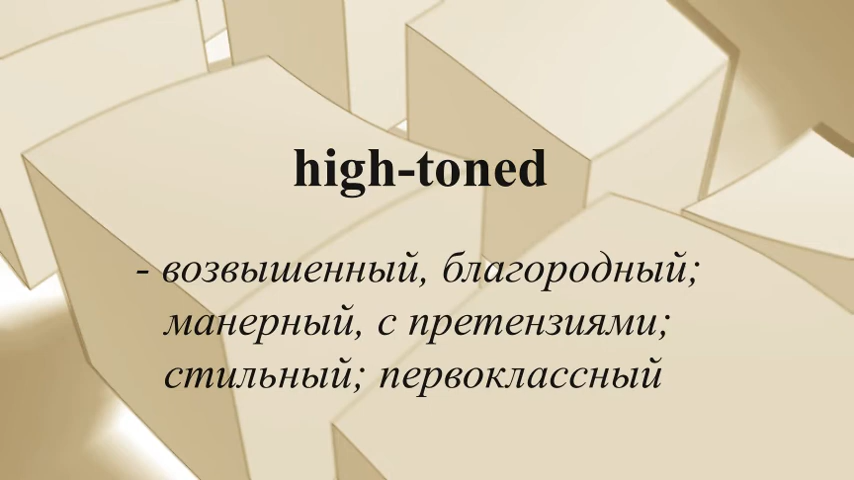 high-toned
- возвышенный, благородный;
манерный, с претензиями;
стильный; первоклассный